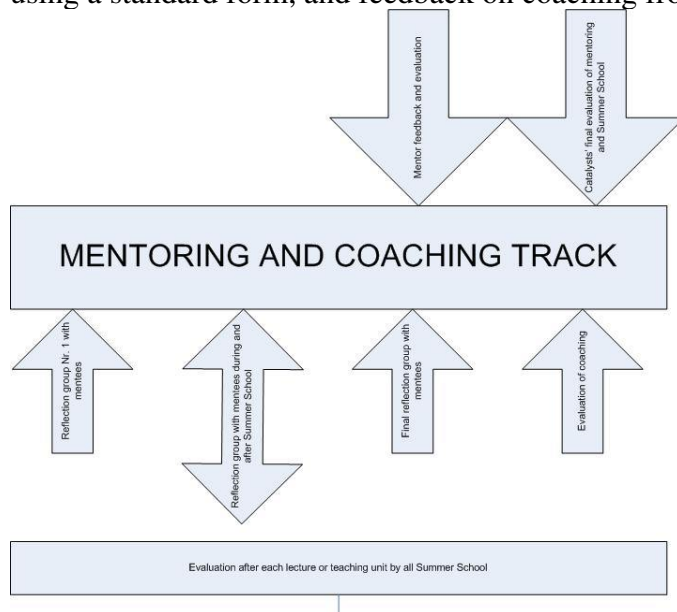 using a standard form, and feedback on coaching fro
Mentor feedback and evaluation
Catalysts' final evaluation of mentoring
and Summer School
MENTORING AND COACHING TRACK
Reflection group Nr. 1 with
mentees
Reflection group with mentees during and
after Summer School
Final reflection group with
mentees
Evaluation of coaching
Evaluation after each lecture or teaching unit by all Summer School